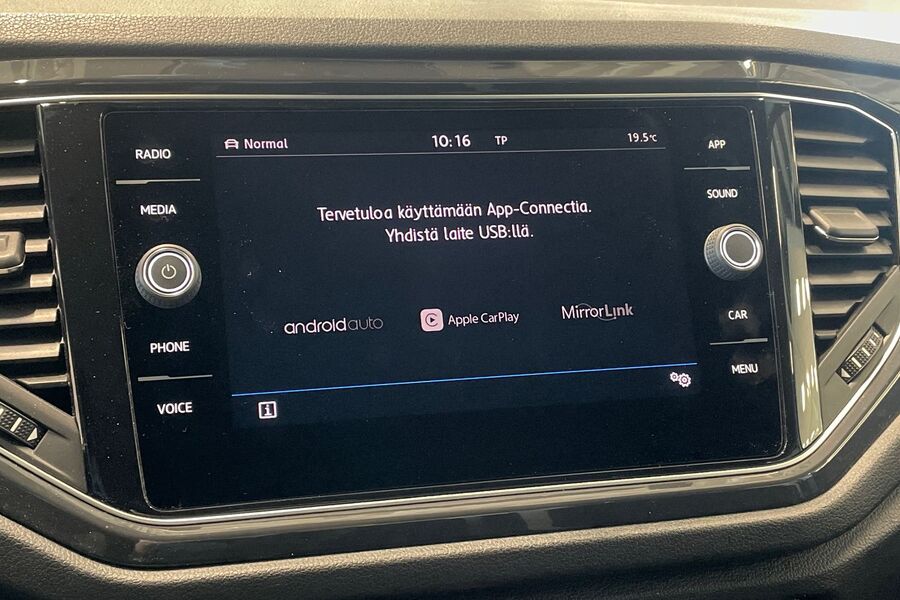 RADIO
MEDIA
PHONE
VOICE
Normal 10:16 TP 19.5°C
Tervetuloa käyttämään App-Connectia.
Yhdistä laite USB:llä.
androidauto Apple CarPlay MirrorLink
i
APP
SOUND
CAR
MENU